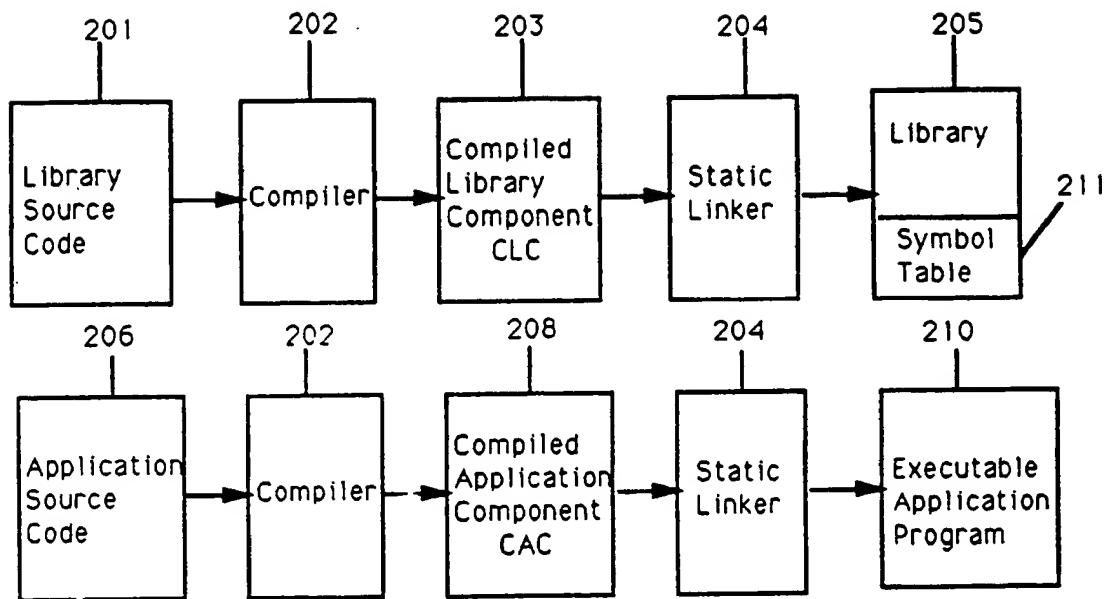 201
202
203
204
205
Library
Source
Code
Compiler
Compiled
Library
Component
CLC
Static
Linker
Library
Symbol
Table
211
206
202
208
204
210
Application
Source
Code
Compiler
Compiled
Application
Component
CAC
Static
Linker
Executable
Application
Program